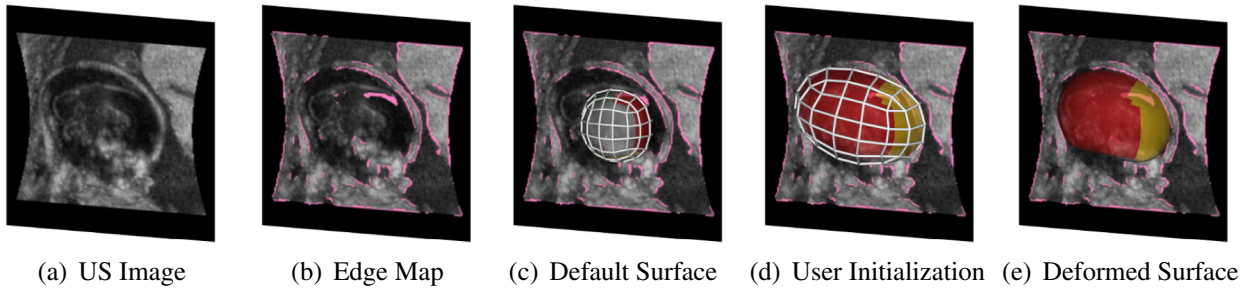 (a) US Image (b) Edge Map (c) Default Surface (d) User Initialization (e) Deformed Surface